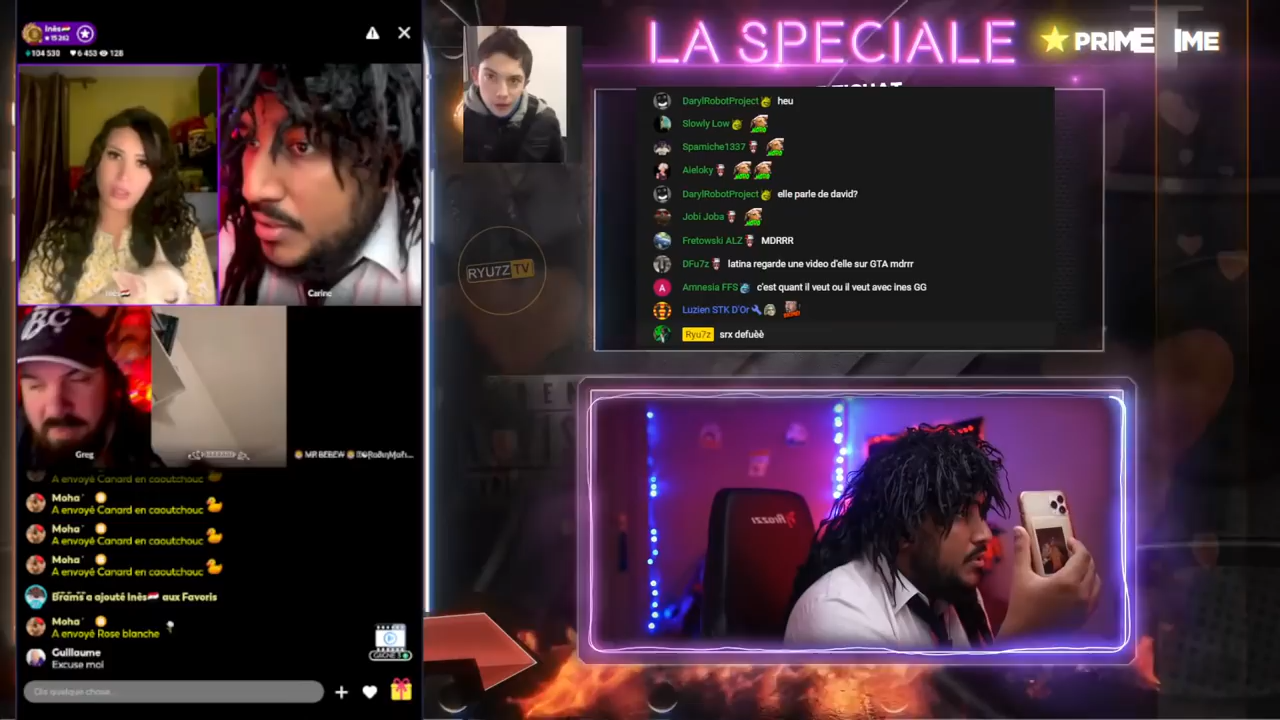 Inès
15 262
104 530 6 453 128
Carine
Greg
A envoyé Canard en caoutchouc
Moha
A envoyé Canard en caoutchouc
Moha
A envoyé Canard en caoutchouc
Moha
A envoyé Canard en caoutchouc
Brams a ajouté Inès aux Favoris
Moha
A envoyé Rose blanche
Guillaume
Excuse moi
RYU7Z TV
LA SPECIALE
PRIME IME
DarylRobotProject heu
Slowly Low
Spamiche1337
Aieloky
DarylRobotProject elle parle de david?
Jobi Joba
Fretowski ALZ MDRRR
DFu7z latina regarde une video d'elle sur GTA mdrrr
A
Amnesia FFS c'est quant il veut ou il veut avec ines GG
Luzien STK D'Or
Ryu7z srx defuèè